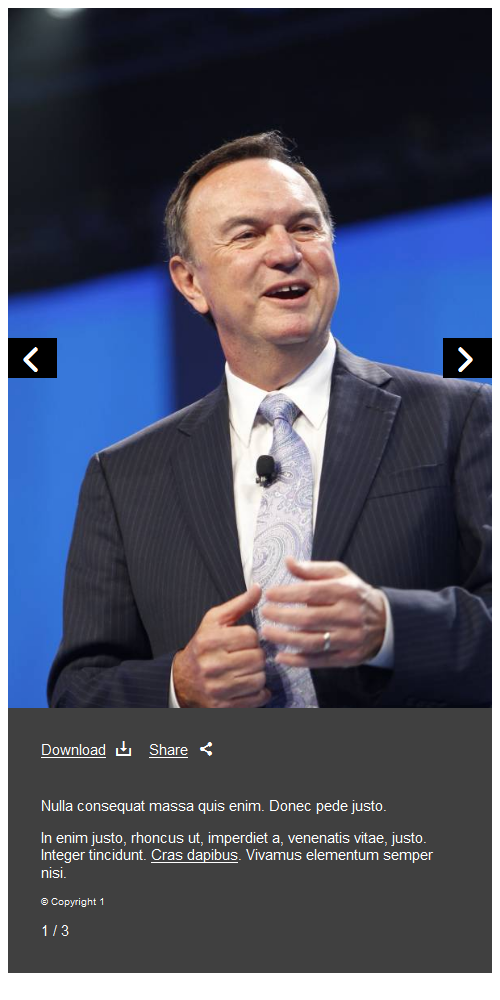 Download Share
Nulla consequat massa quis enim. Donec pede justo.
In enim justo, rhoncus ut, imperdiet a, venenatis vitae, justo.
Integer tincidunt. Cras dapibus. Vivamus elementum semper
nisi.
© Copyright 1
1 / 3